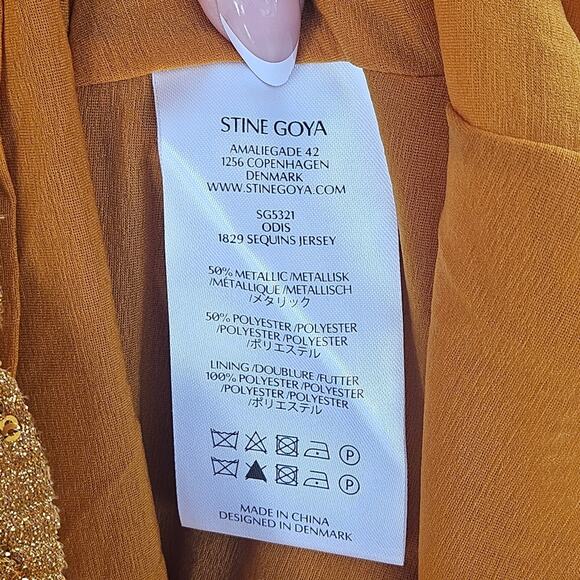 STINE GOYA
AMALIEGADE 42
1256 COPENHAGEN
DENMARK
WWW.STINEGOYA.COM
SG5321
ODIS
1829 SEQUINS JERSEY
50% METALLIC /METALLISK
/MÉTALLIQUE /METALLISCH
/メタリック
50% POLYESTER /POLYESTER
/POLYESTER /POLYESTER
/ポリエステル
LINING /DOUBLURE /FUTTER
100% POLYESTER /POLYESTER
/POLYESTER /POLYESTER
/ポリエステル
P
P
MADE IN CHINA
DESIGNED IN DENMARK